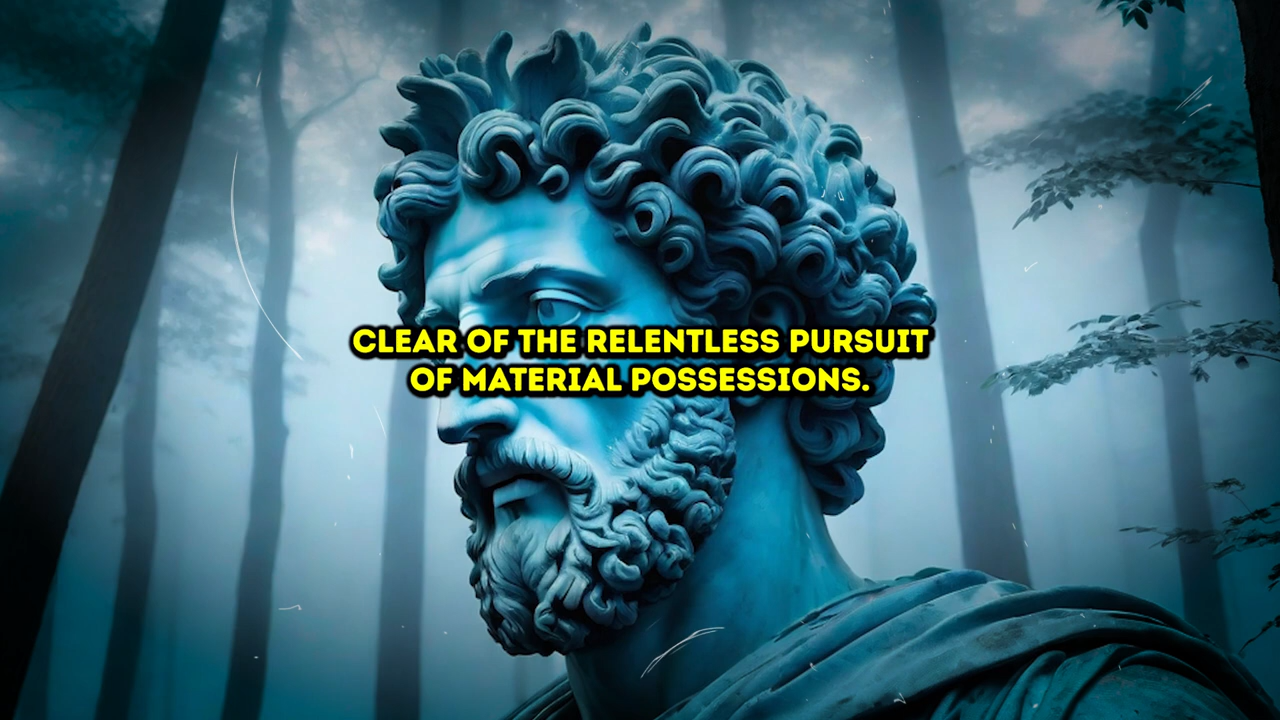 CLEAR OF THE RELENTLESS PURSUIT
OF MATERIAL POSSESSIONS.